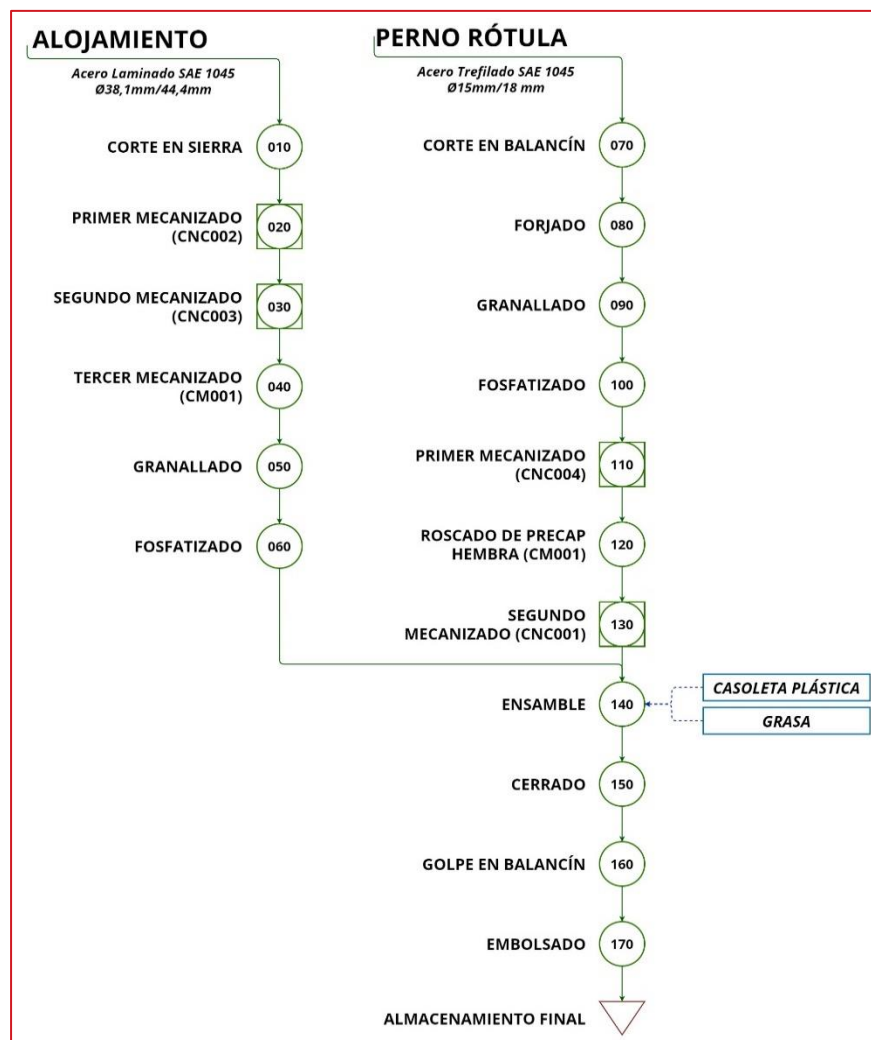 ALOJAMIENTO
Acero Laminado SAE 1045
Ø38,1mm/44,4mm
CORTE EN SIERRA
010
PRIMER MECANIZADO
(CNC002)
020
SEGUNDO MECANIZADO
(CNC003)
030
TERCER MECANIZADO
(CM001)
040
GRANALLADO
050
FOSFATIZADO
060
PERNO RÓTULA
Acero Trefilado SAE 1045
Ø15mm/18 mm
CORTE EN BALANCÍN
070
FORJADO
080
GRANALLADO
090
FOSFATIZADO
100
PRIMER MECANIZADO
(CNC004)
110
ROSCADO DE PRECAP
HEMBRA (CM001)
120
SEGUNDO
MECANIZADO (CNC001)
130
ENSAMBLE
140
CASOLETA PLÁSTICA
GRASA
CERRADO
150
GOLPE EN BALANCÍN
160
EMBOLSADO
170
ALMACENAMIENTO FINAL